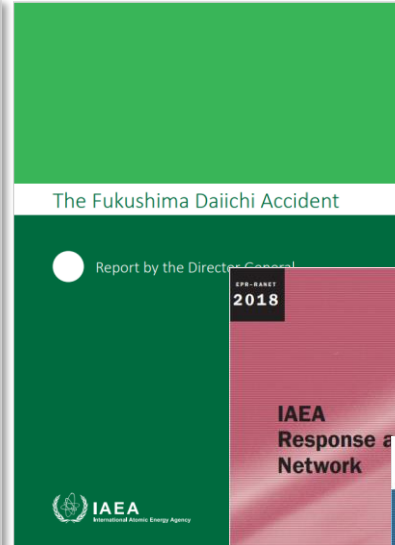 The Fukushima Daiichi Accident
Report by the Director General
EPR-RANET
2018
IAEA
Response a
Network
IAEA
International Atomic Energy Agency